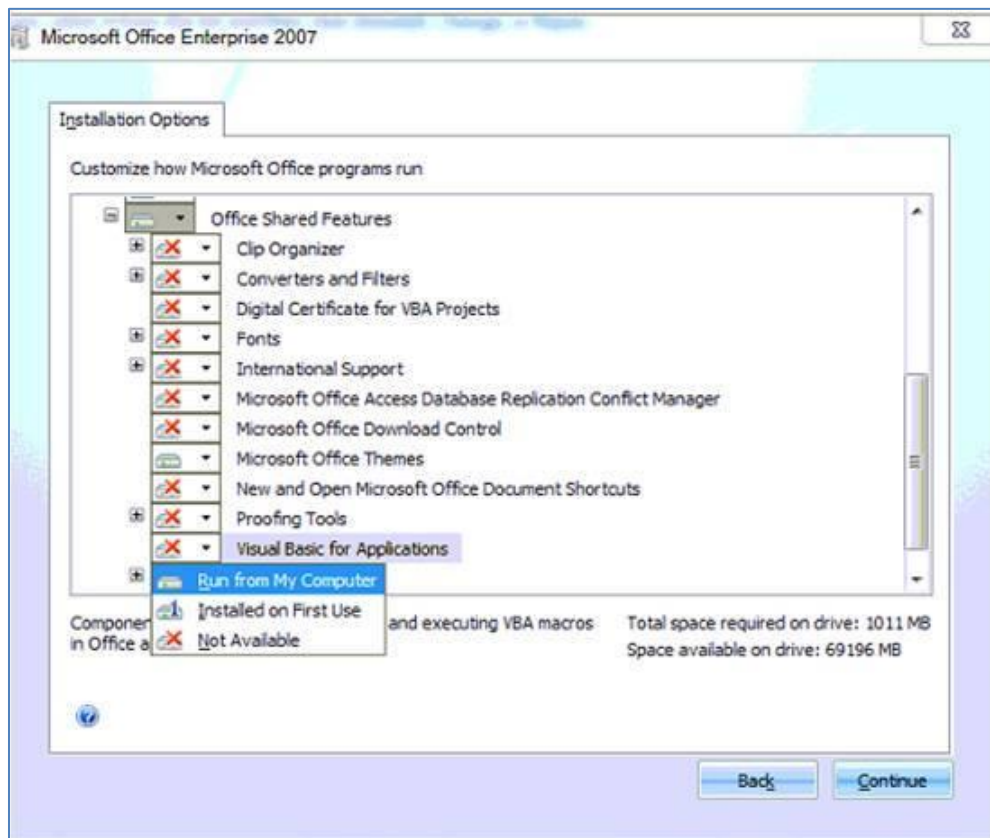 Microsoft Office Enterprise 2007
Installation Options
Customize how Microsoft Office programs run
Office Shared Features
Clip Organizer
Converters and Filters
Digital Certificate for VBA Projects
Fonts
International Support
Microsoft Office Access Database Replication Conflict Manager
Microsoft Office Download Control
Microsoft Office Themes
New and Open Microsoft Office Document Shortcuts
Proofing Tools
Visual Basic for Applications
Run from My Computer
Installed on First Use
Not Available
and executing VBA macros
in Office
Total space required on drive: 1011 MB
Space available on drive: 69196 MB
Back
Continue